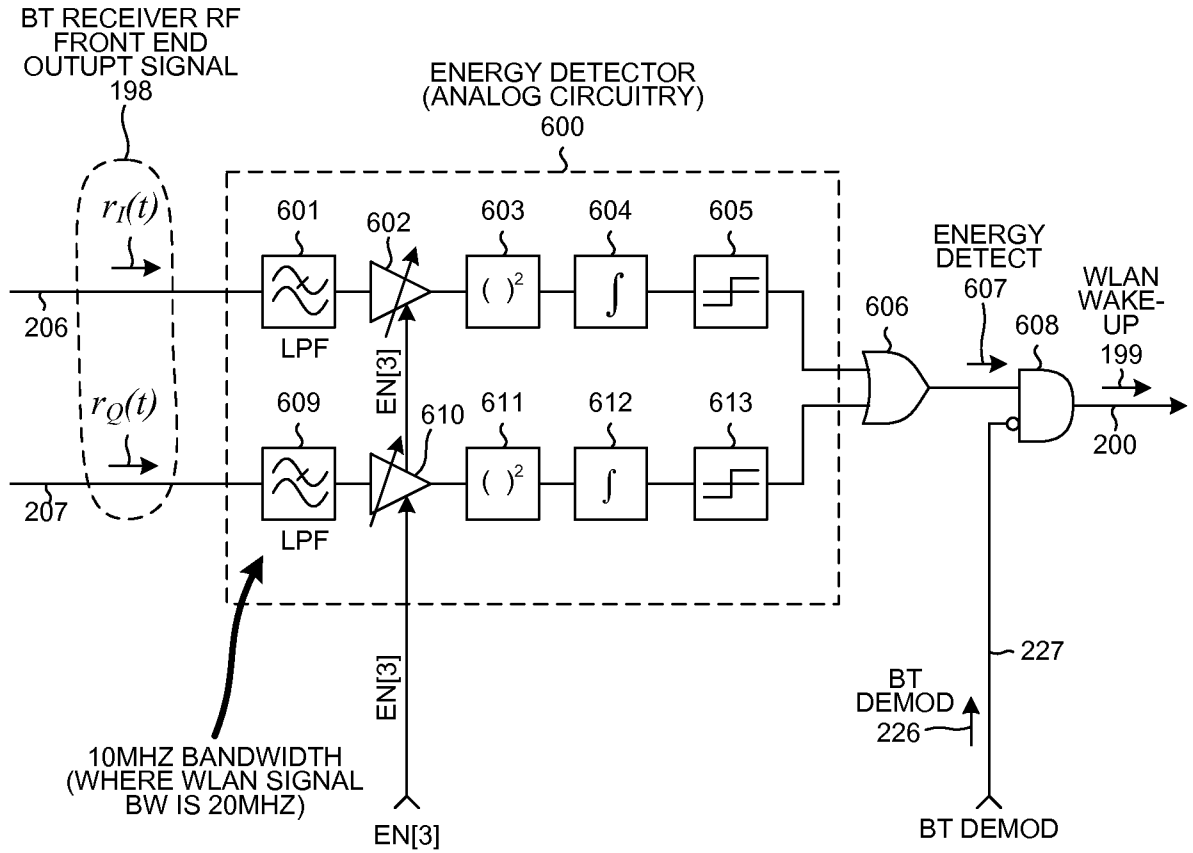 BT RECEIVER RF
FRONT END
OUTUPT SIGNAL
198
ENERGY DETECTOR
(ANALOG CIRCUITRY)
600
rI(t)
601
602
603
604
605
( )2
∫
206
LPF
EN[3]
606
ENERGY
DETECT
607
608
WLAN
WAKE-
UP
199
200
rQ(t)
609
610
611
612
613
( )2
∫
207
LPF
EN[3]
227
BT
DEMOD
226
10MHZ BANDWIDTH
(WHERE WLAN SIGNAL
BW IS 20MHZ)
EN[3]
BT DEMOD